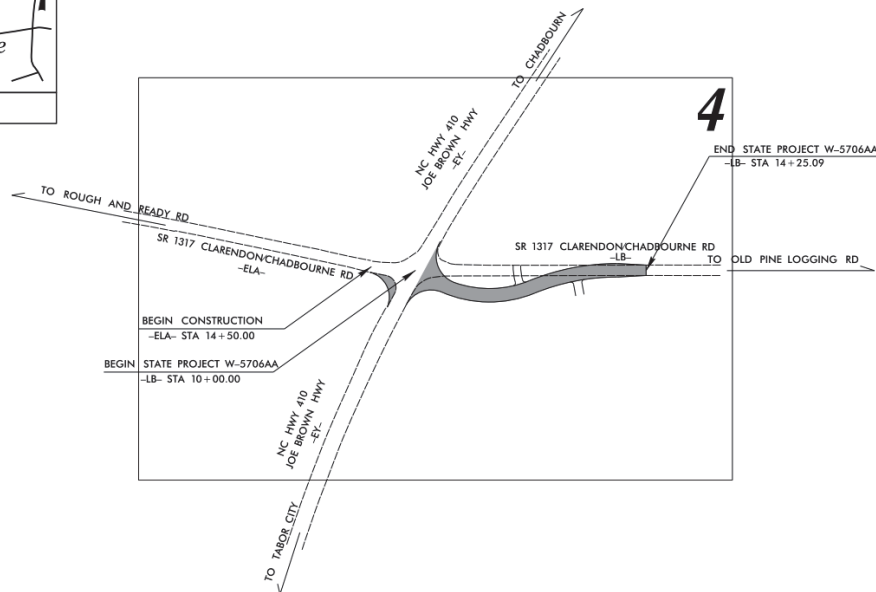 e
TO CHADBOURN
4
NC HWY 410
JOE BROWN HWY
-EY-
END STATE PROJECT W-5706AA
-LB- STA 14+25.09
TO ROUGH AND READY RD
SR 1317 CLARENDON/CHADBOURNE RD
-ELA-
SR 1317 CLARENDON/CHADBOURNE RD
-LB-
TO OLD PINE LOGGING RD
BEGIN CONSTRUCTION
-ELA- STA 14+50.00
BEGIN STATE PROJECT W-5706AA
-LB- STA 10+00.00
NC HWY 410
JOE BROWN HWY
-EY-
TO TABOR CITY